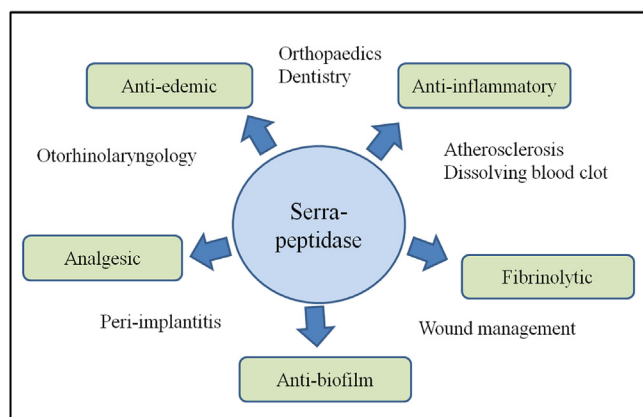 Orthopaedics
Dentistry
Anti-edemic
Anti-inflammatory
Otorhinolaryngology
Atherosclerosis
Dissolving blood clot
Serra-
peptidase
Analgesic
Fibrinolytic
Peri-implantitis
Wound management
Anti-biofilm